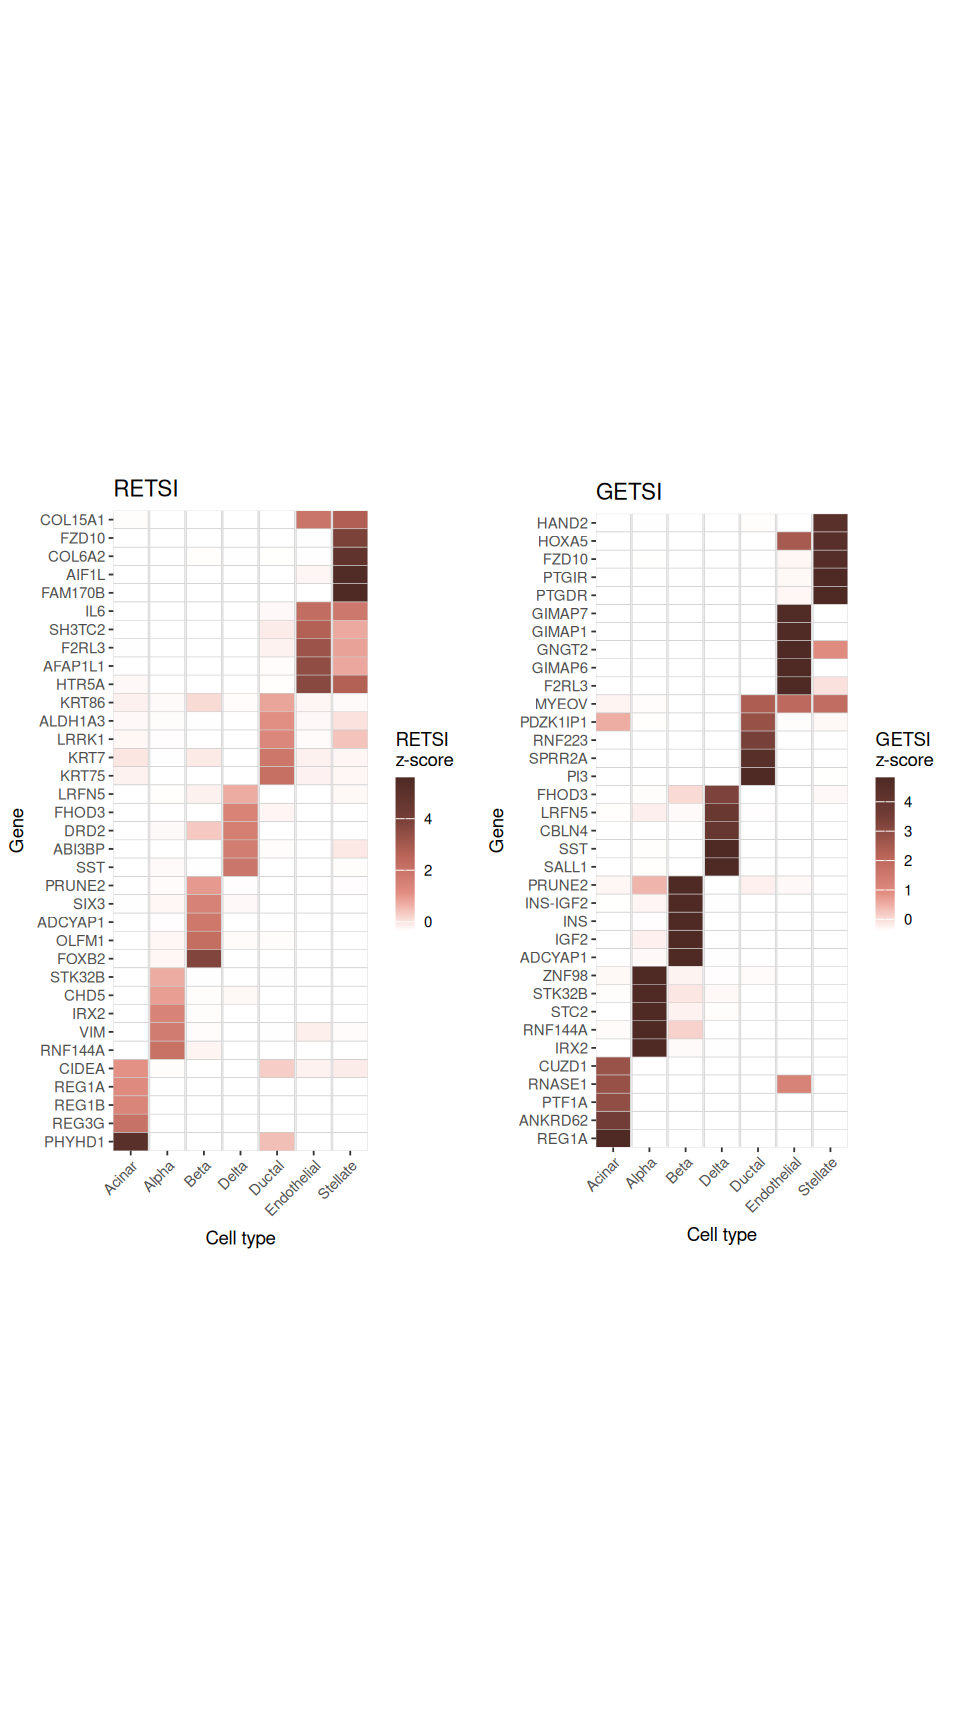 RETSI
COL15A1
FZD10
COL6A2
AIF1L
FAM170B
IL6
SH3TC2
F2RL3
AFAP1L1
HTR5A
KRT86
ALDH1A3
LRRK1
KRT7
KRT75
LRFN5
FHOD3
DRD2
ABI3BP
SST
PRUNE2
SIX3
ADCYAP1
OLFM1
FOXB2
STK32B
CHD5
IRX2
VIM
RNF144A
CIDEA
REG1A
REG1B
REG3G
PHYHD1
Gene
Acinar
Alpha
Beta
Delta
Ductal
Endothelial
Stellate
Cell type
RETSI
z-score
4
2
0
GETSI
HAND2
HOXA5
FZD10
PTGIR
PTGDR
GIMAP7
GIMAP1
GNGT2
GIMAP6
F2RL3
MYEOV
PDZK1IP1
RNF223
SPRR2A
PI3
FHOD3
LRFN5
CBLN4
SST
SALL1
PRUNE2
INS-IGF2
INS
IGF2
ADCYAP1
ZNF98
STK32B
STC2
RNF144A
IRX2
CUZD1
RNASE1
PTF1A
ANKRD62
REG1A
Gene
Acinar
Alpha
Beta
Delta
Ductal
Endothelial
Stellate
Cell type
GETSI
z-score
4
3
2
1
0